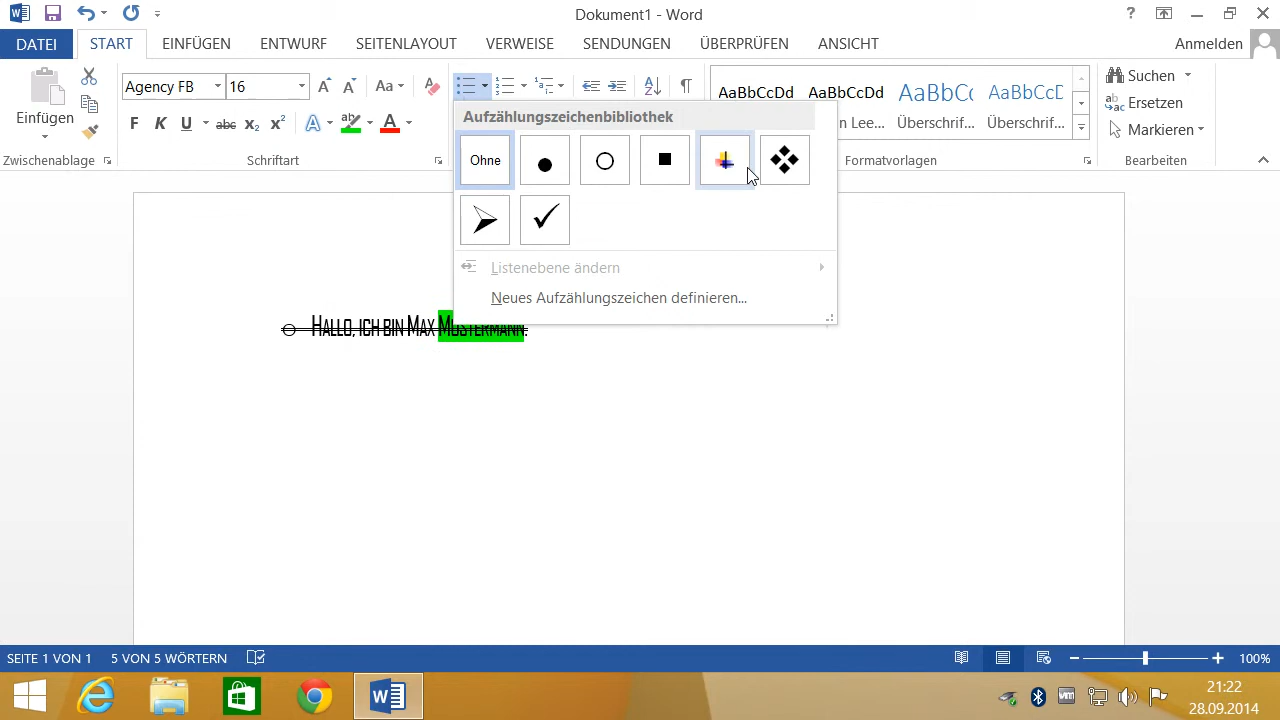 Dokument1 - Word
?
DATEI START EINFÜGEN ENTWURF SEITENLAYOUT VERWEISE SENDUNGEN ÜBERPRÜFEN ANSICHT Anmelden
Einfügen
Zwischenablage
Agency FB 16 Aa
F K U abc x₂ x² A ab A
Schriftart
AaBbCcDd AaBbCcDd AaBbCc AaBbCcD
n Lee... Überschrif... Überschrif...
Formatvorlagen
Suchen
Ersetzen
Markieren
Bearbeiten
Aufzählungszeichenbibliothek
Ohne
Listenebene ändern
Neues Aufzählungszeichen definieren...
Hallo, ich bin Max Mustermann.
SEITE 1 VON 1 5 VON 5 WÖRTERN 100%
21:22
28.09.2014